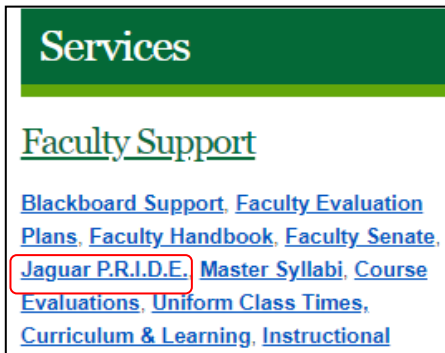 Services
Faculty Support
Blackboard Support, Faculty Evaluation
Plans, Faculty Handbook, Faculty Senate,
Jaguar P.R.I.D.E., Master Syllabi, Course
Evaluations, Uniform Class Times,
Curriculum & Learning, Instructional